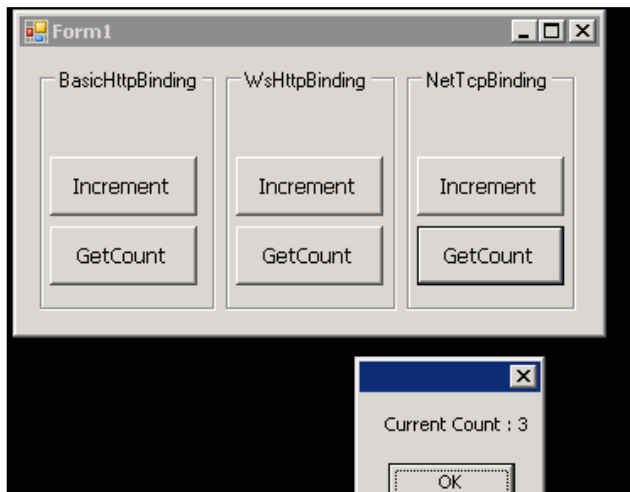 Form1
BasicHttpBinding WsHttpBinding NetTcpBinding
Increment Increment Increment
GetCount GetCount GetCount
Current Count : 3
OK